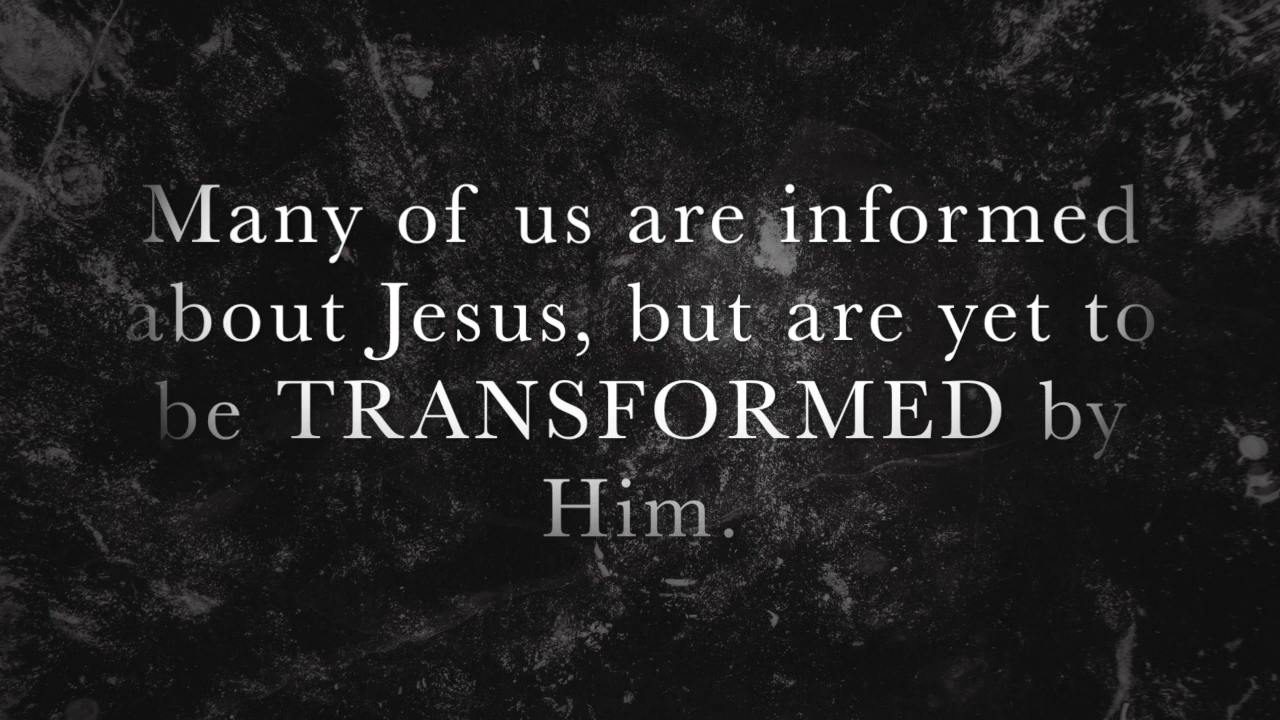 Many of us are informed
about Jesus, but are yet to
be TRANSFORMED by
Him.